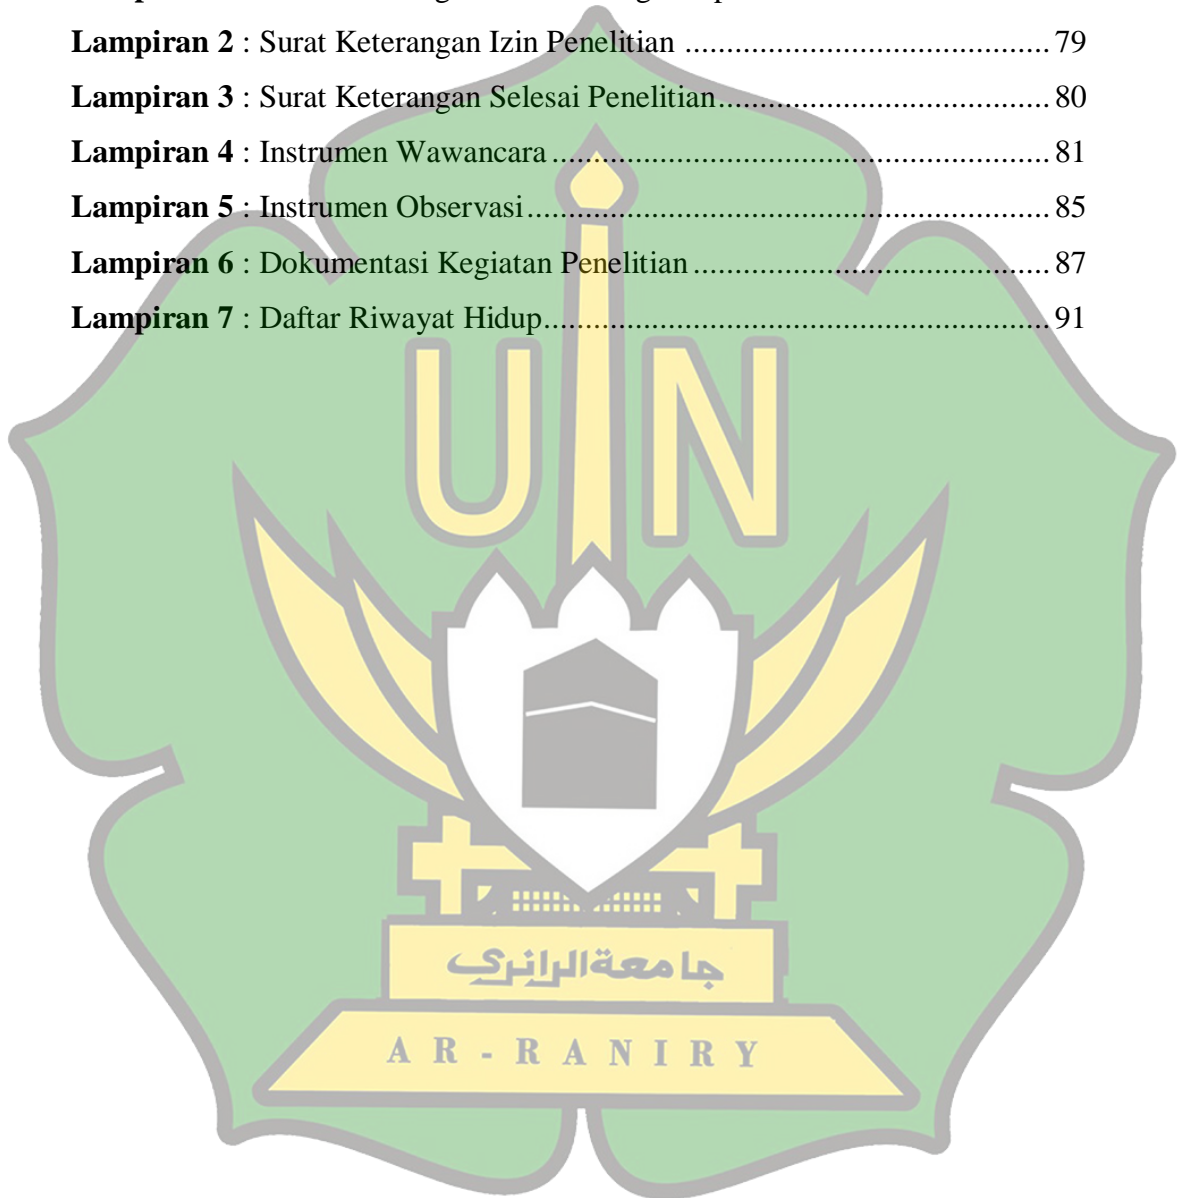 Lampiran 2 : Surat Keterangan Izin Penelitian ............................................. 79
Lampiran 3 : Surat Keterangan Selesai Penelitian......................................... 80
Lampiran 4 : Instrumen Wawancara ............................................................. 81
Lampiran 5 : Instrumen Observasi................................................................ 85
Lampiran 6 : Dokumentasi Kegiatan Penelitian ............................................ 87
Lampiran 7 : Daftar Riwayat Hidup.............................................................. 91
UIN
جامعة الرانري
AR-RANIRY